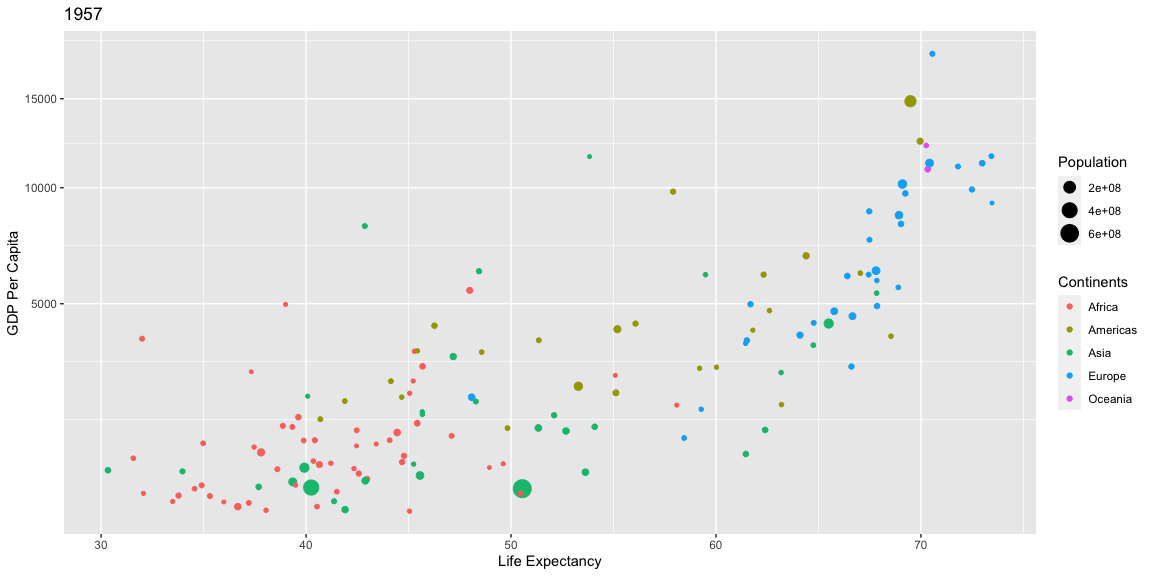 1957
GDP Per Capita
15000
10000
5000
30 40 50 60 70
Life Expectancy
Population
2e+08
4e+08
6e+08
Continents
Africa
Americas
Asia
Europe
Oceania